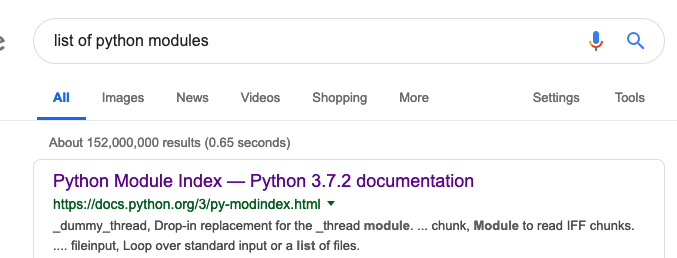 list of python modules
All Images News Videos Shopping More Settings Tools
About 152,000,000 results (0.65 seconds)
Python Module Index — Python 3.7.2 documentation
https://docs.python.org/3/py-modindex.html
_dummy_thread, Drop-in replacement for the _thread module. ... chunk, Module to read IFF chunks.
.... fileinput, Loop over standard input or a list of files.